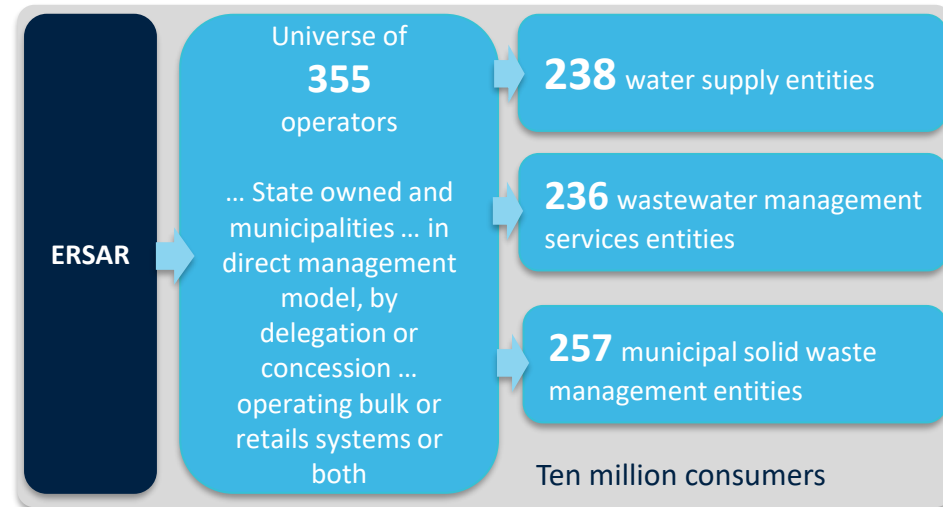 ERSAR
Universe of
355
operators
... State owned and
municipalities ... in
direct management
model, by
delegation or
concession ...
operating bulk or
retails systems or
both
238 water supply entities
236 wastewater management
services entities
257 municipal solid waste
management entities
Ten million consumers